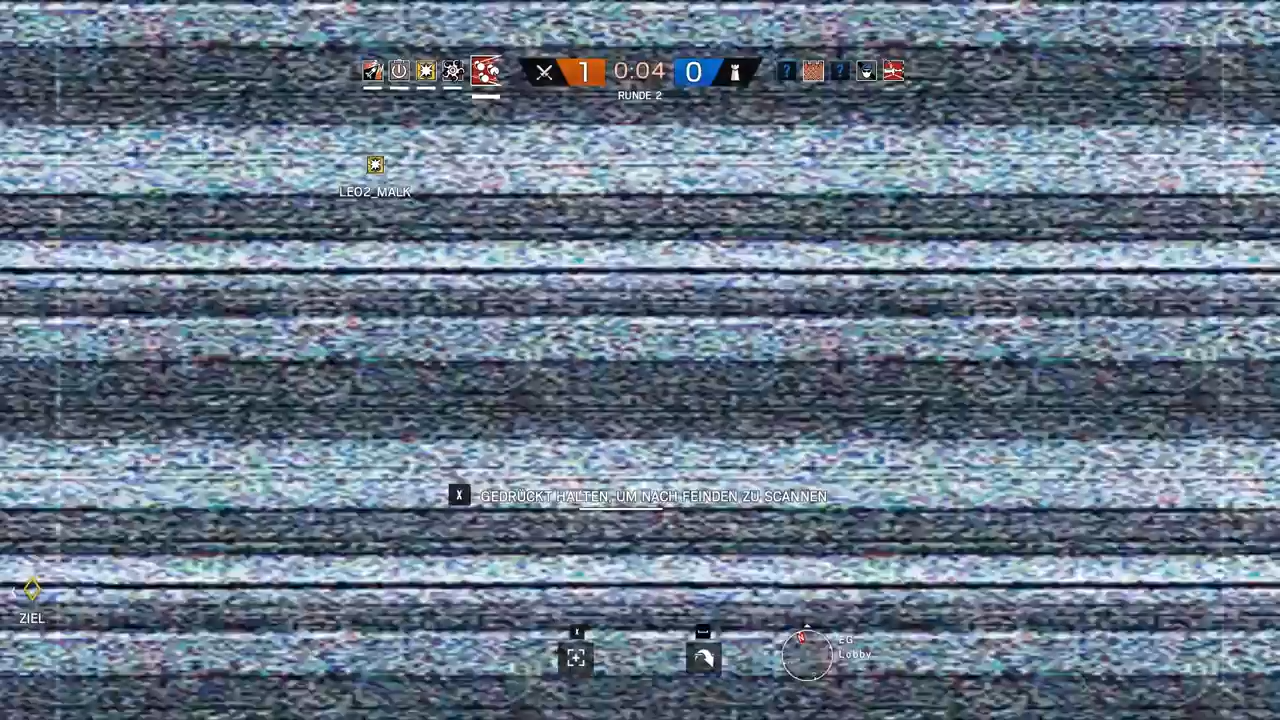 1 0:04 0
RUNDE 2
? ?
LEO2_MALK
X GEDRÜCKT HALTEN, UM NACH FEINDEN ZU SCANNEN
ZIEL
X
N
EG
Lobby